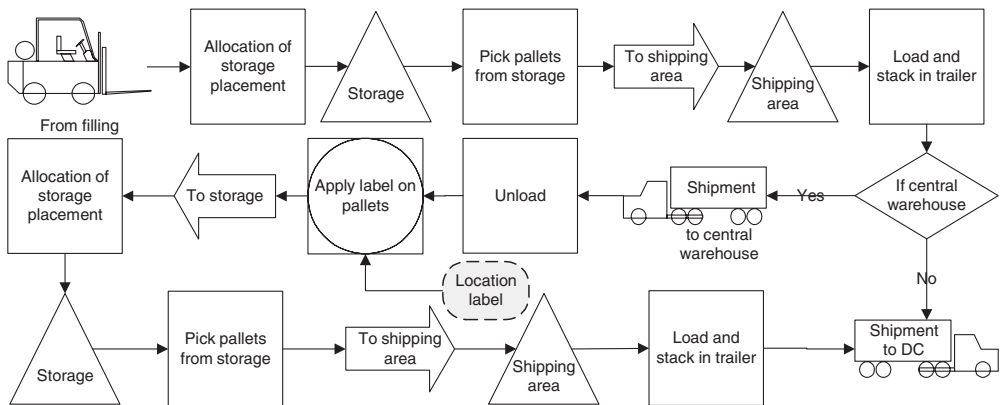 From filling
Allocation of
storage
placement
Storage
Pick pallets
from storage
To shipping
area
Shipping
area
Load and
stack in trailer
If central
warehouse
Yes
Shipment
to central
warehouse
Unload
Apply label on
pallets
Location
label
To storage
Allocation of
storage
placement
Storage
Pick pallets
from storage
To shipping
area
Shipping
area
Load and
stack in trailer
No
Shipment
to DC